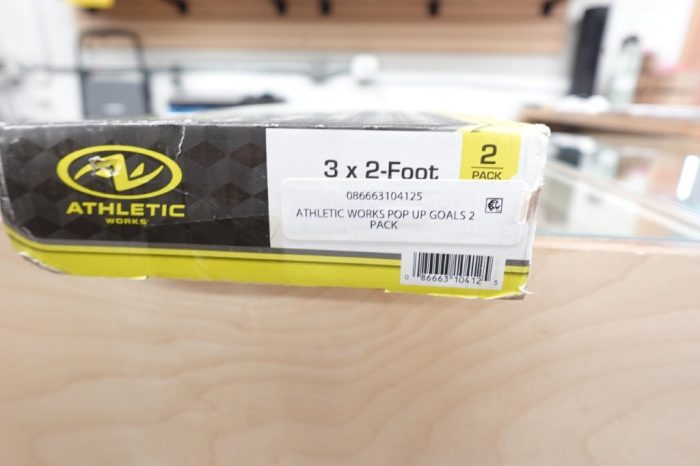 ATHLETIC
WORKS
3 x 2-Foot
2
PACK
086663104125
ATHLETIC WORKS POP UP GOALS 2
PACK
0 86663 10412 5